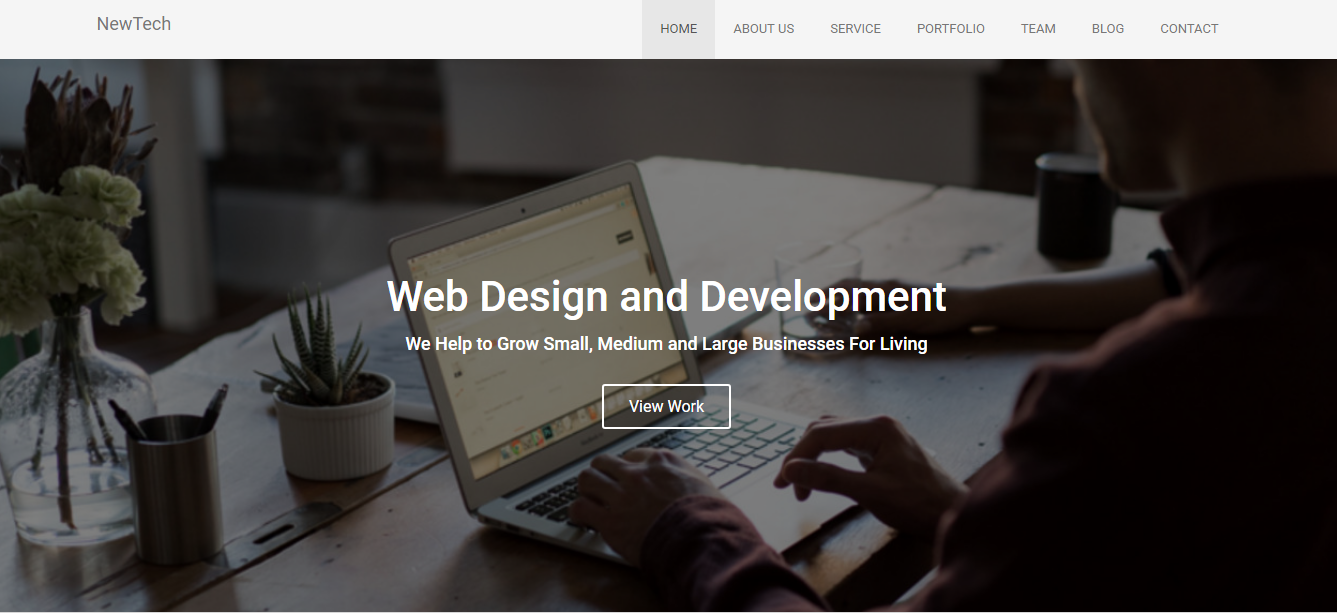 NewTech
HOME ABOUT US SERVICE PORTFOLIO TEAM BLOG CONTACT
Web Design and Development
We Help to Grow Small, Medium and Large Businesses For Living
View Work